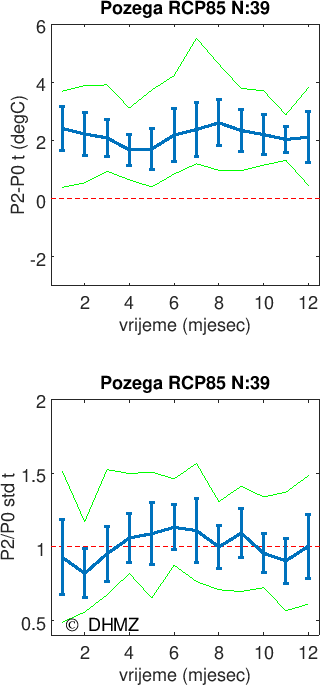 Pozega RCP85 N:39
6
4
2
0
-2
P2-P0 t (degC)
2 4 6 8 10 12
vrijeme (mjesec)
Pozega RCP85 N:39
2
1.5
1
0.5
P2/P0 std t
© DHMZ
2 4 6 8 10 12
vrijeme (mjesec)